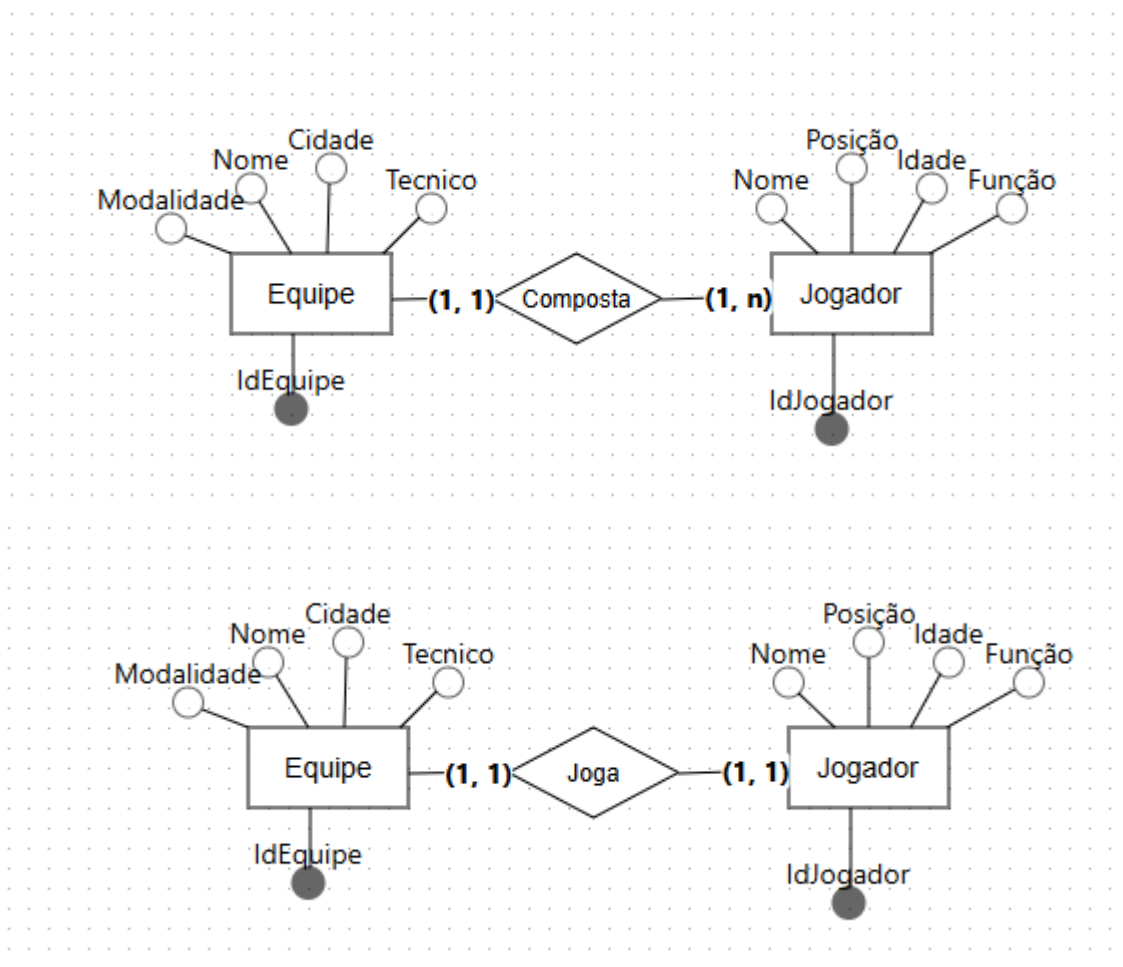 Cidade
Nome
Tecnico
Modalidade
Posição
Idade
Nome
Função
Equipe
(1, 1)
Composta
(1, n)
Jogador
IdEquipe
IdJogador
Cidade
Nome
Tecnico
Modalidade
Posição
Idade
Nome
Função
Equipe
(1, 1)
Joga
(1, 1)
Jogador
IdEquipe
IdJogador